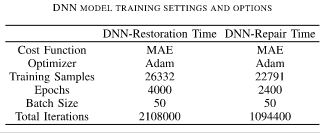 DNN MODEL TRAINING SETTINGS AND OPTIONS
DNN-Restoration Time DNN-Repair Time
Cost Function MAE MAE
Optimizer Adam Adam
Training Samples 26332 22791
Epochs 4000 2400
Batch Size 50 50
Total Iterations 2108000 1094400